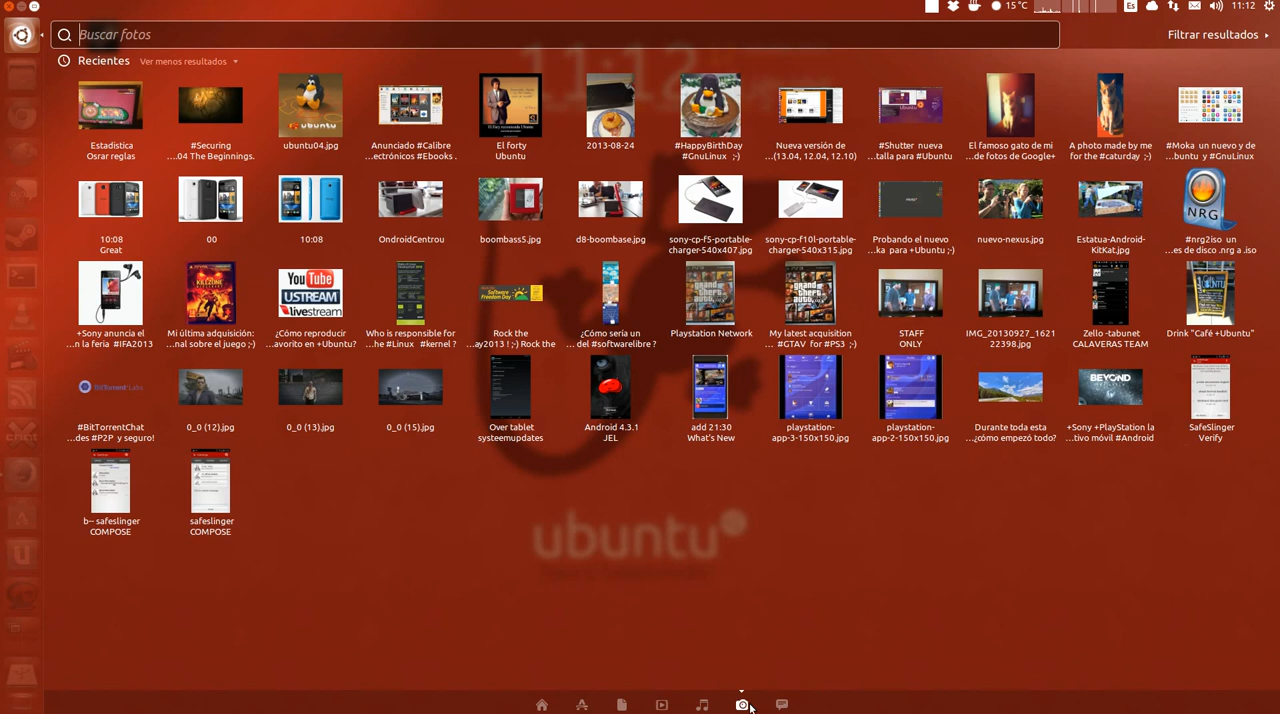 15 °C
Es
11:12
Buscar fotos
Filtrar resultados
Recientes
Ver menos resultados
Estadistica
Osrar reglas
#Securing
....04 The Beginnings.
ubuntu04.jpg
Anunciado #Calibre
...ectrónicos #Ebooks .
El forty
Ubuntu
2013-08-24
#HappyBirthDay
#GnuLinux ;-)
Nueva versión de
...(13.04, 12.04, 12.10)
#Shutter nueva
...talla para #Ubuntu
El famoso gato de mi
...de fotos de Google+
A photo made by me
for the #caturday ;-)
#Moka un nuevo y de
...buntu y #GnuLinux
10:08
Great
00
10:08
OndroidCentrou
boombass5.jpg
d8-boombase.jpg
sony-cp-f5-portable-
charger-540x407.jpg
sony-cp-f10l-portable-
charger-540x315.jpg
Probando el nuevo
...ka para +Ubuntu ;-)
nuevo-nexus.jpg
Estatua-Android-
KitKat.jpg
NRG
#nrg2iso un
...es de disco .nrg a .iso
+Sony anuncia el
...n la feria #IFA2013
Mi última adquisición:
...nal sobre el juego ;-)
You Tube
USTREAM
livestream
¿Cómo reproducir
...avorito en +Ubuntu?
Who is responsible for
...he #Linux #kernel ?
Software
Freedom Day
Rock the
...ay2013 ! ;-) Rock the
¿Cómo sería un
... del #softwarelibre ?
Playstation Network
My latest acquisition
... #GTAV for #PS3 ;-)
STAFF
ONLY
IMG_20130927_1621
22398.jpg
Zello -tabunet
CALAVERAS TEAM
Drink "Café +Ubuntu"
BitTorrent Labs
#BitTorrentChat
...des #P2P y seguro!
0_0 (12).jpg
0_0 (13).jpg
0_0 (15).jpg
Over tablet
systeemupdates
Android 4.3.1
JEL
add 21:30
What's New
playstation-
app-3-150x150.jpg
playstation-
app-2-150x150.jpg
Durante toda esta
...¿cómo empezó todo?
BEYOND
+Sony +PlayStation la
...tivo móvil #Android
SafeSlinger
Verify
b-- safeslinger
COMPOSE
safeslinger
COMPOSE
ubuntu